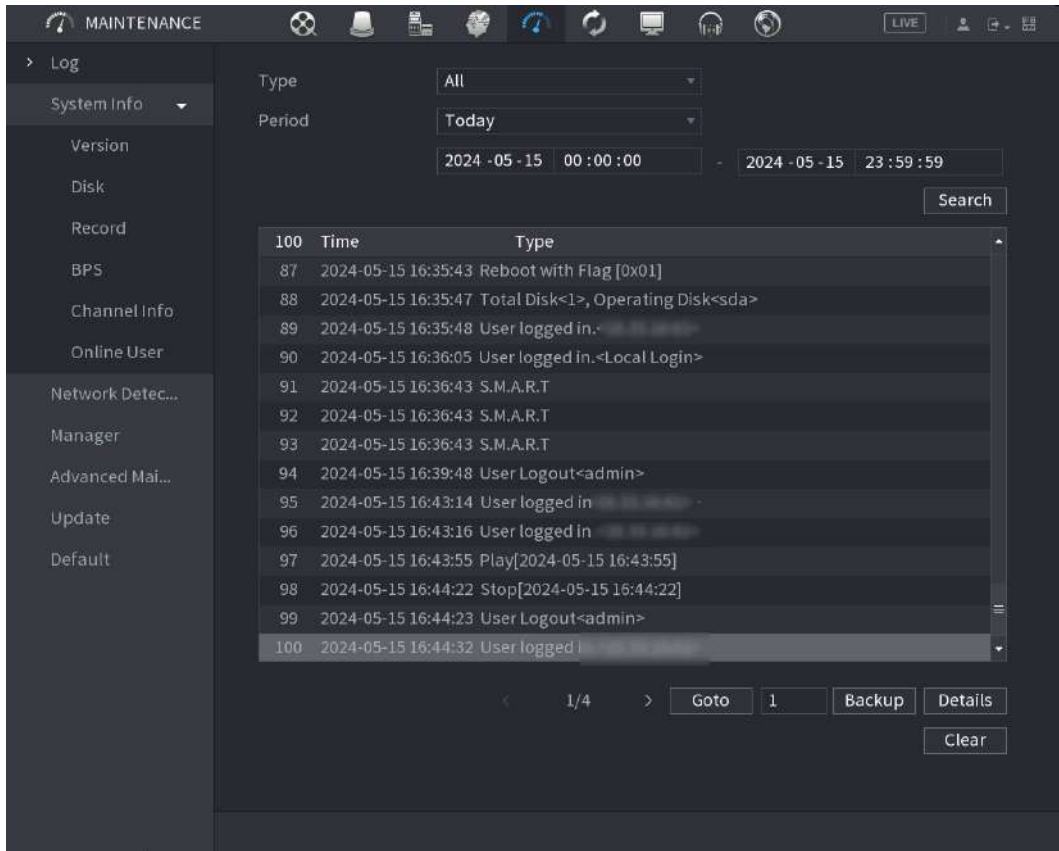 MAINTENANCE
LIVE
Log
System Info
Version
Disk
Record
BPS
Channel Info
Online User
Network Detec...
Manager
Advanced Mai...
Update
Default
Type All
Period Today
2024 -05 -15 00 : 00 : 00 - 2024 -05 -15 23 : 59 : 59
Search
100 Time Type
87 2024-05-15 16:35:43 Reboot with Flag [0x01]
88 2024-05-15 16:35:47 Total Disk<1>, Operating Disk<sda>
89 2024-05-15 16:35:48 User logged in.<
90 2024-05-15 16:36:05 User logged in.<Local Login>
91 2024-05-15 16:36:43 S.M.A.R.T
92 2024-05-15 16:36:43 S.M.A.R.T
93 2024-05-15 16:36:43 S.M.A.R.T
94 2024-05-15 16:39:48 User Logout<admin>
95 2024-05-15 16:43:14 User logged in
96 2024-05-15 16:43:16 User logged in
97 2024-05-15 16:43:55 Play[2024-05-15 16:43:55]
98 2024-05-15 16:44:22 Stop[2024-05-15 16:44:22]
99 2024-05-15 16:44:23 User Logout<admin>
100 2024-05-15 16:44:32 User logged
1/4 Goto 1 Backup Details
Clear